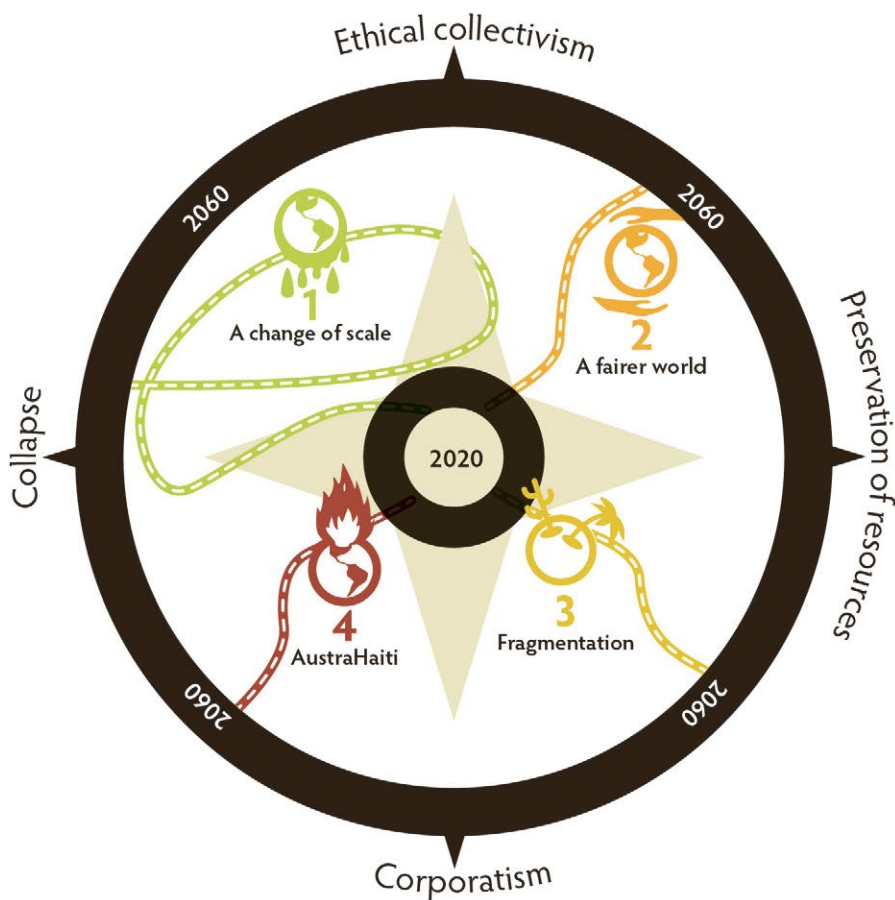 Ethical collectivism
2060
2060
1
A change of scale
2
A fairer world
Collapse
Preservation of resources
2020
4
AustraHaiti
3
Fragmentation
2060
2060
Corporatism